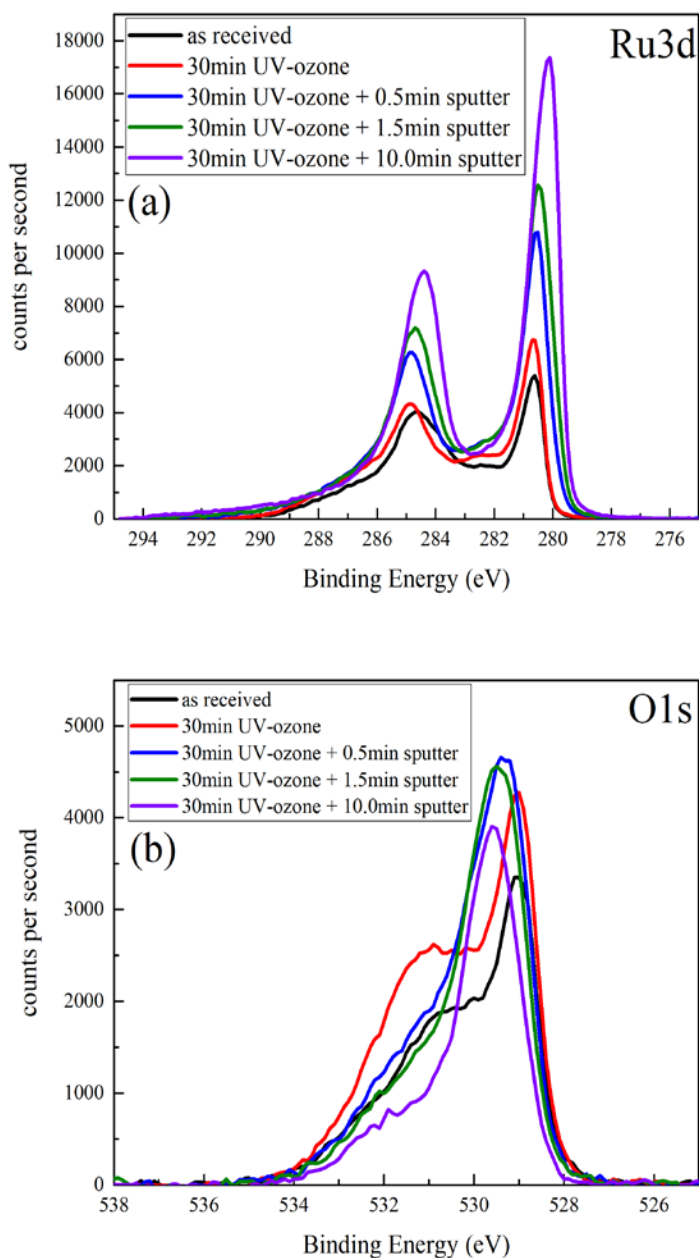 Ru3d
as received
30min UV-ozone
30min UV-ozone + 0.5min sputter
30min UV-ozone + 1.5min sputter
30min UV-ozone + 10.0min sputter
(a)
counts per second
18000
16000
14000
12000
10000
8000
6000
4000
2000
0
294 292 290 288 286 284 282 280 278 276
Binding Energy (eV)
O1s
as received
30min UV-ozone
30min UV-ozone + 0.5min sputter
30min UV-ozone + 1.5min sputter
30min UV-ozone + 10.0min sputter
(b)
counts per second
5000
4000
3000
2000
1000
0
538 536 534 532 530 528 526
Binding Energy (eV)